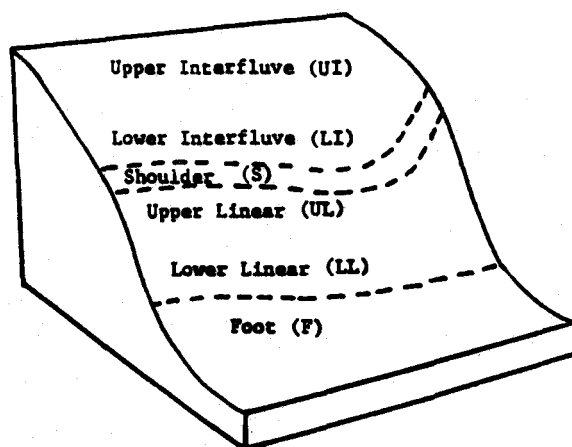 Upper Interfluve (UI)
Lower Interfluve (LI)
Shoulder (S)
Upper Linear (UL)
Lower Linear (LL)
Foot (F)